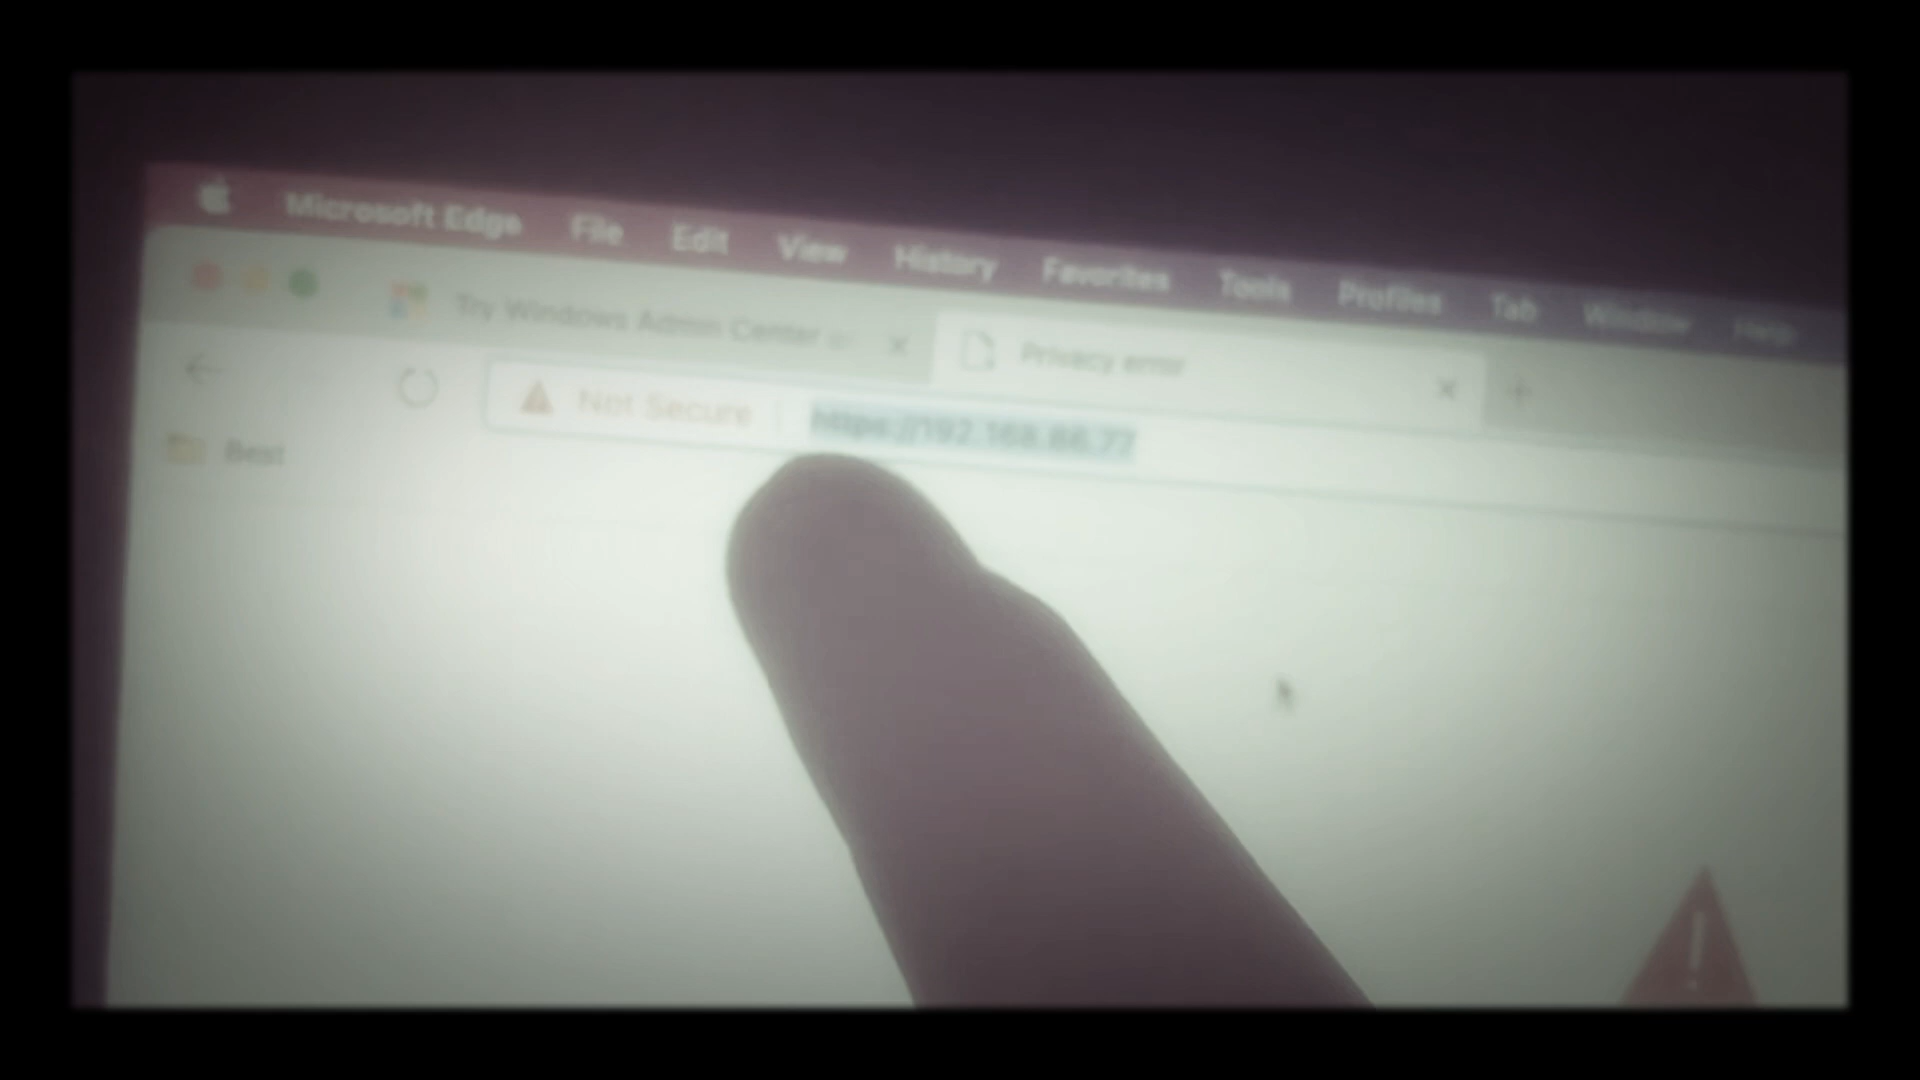 Microsoft Edge File Edit View History Favorites Tools Profiles Tab Window Help
Try Windows Admin Center
Privacy error
Not Secure https://192.168.86.77
Best